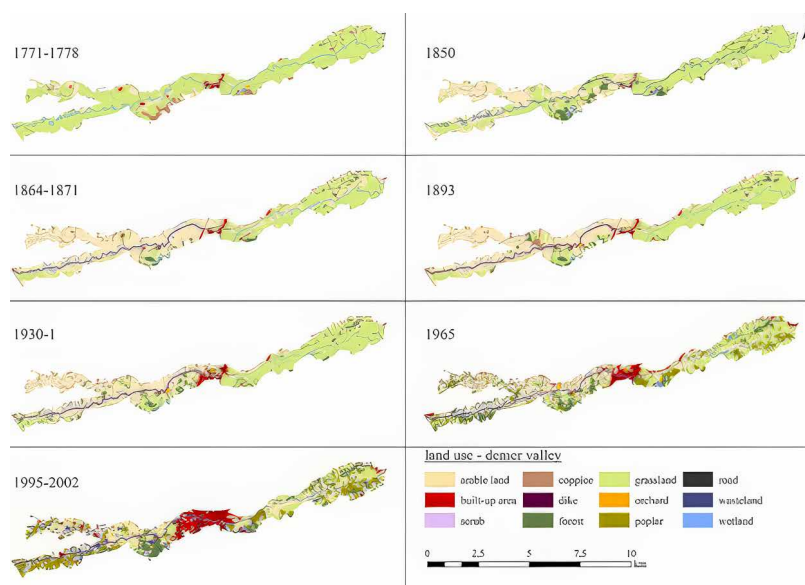 1771-1778
1850
1864-1871
1893
1930-1
1965
1995-2002
land use - demer valley
arable land
coppice
grassland
road
built-up area
dike
orchard
wasteland
scrub
forest
poplar
wetland
0 2.5 5 7.5 10
km